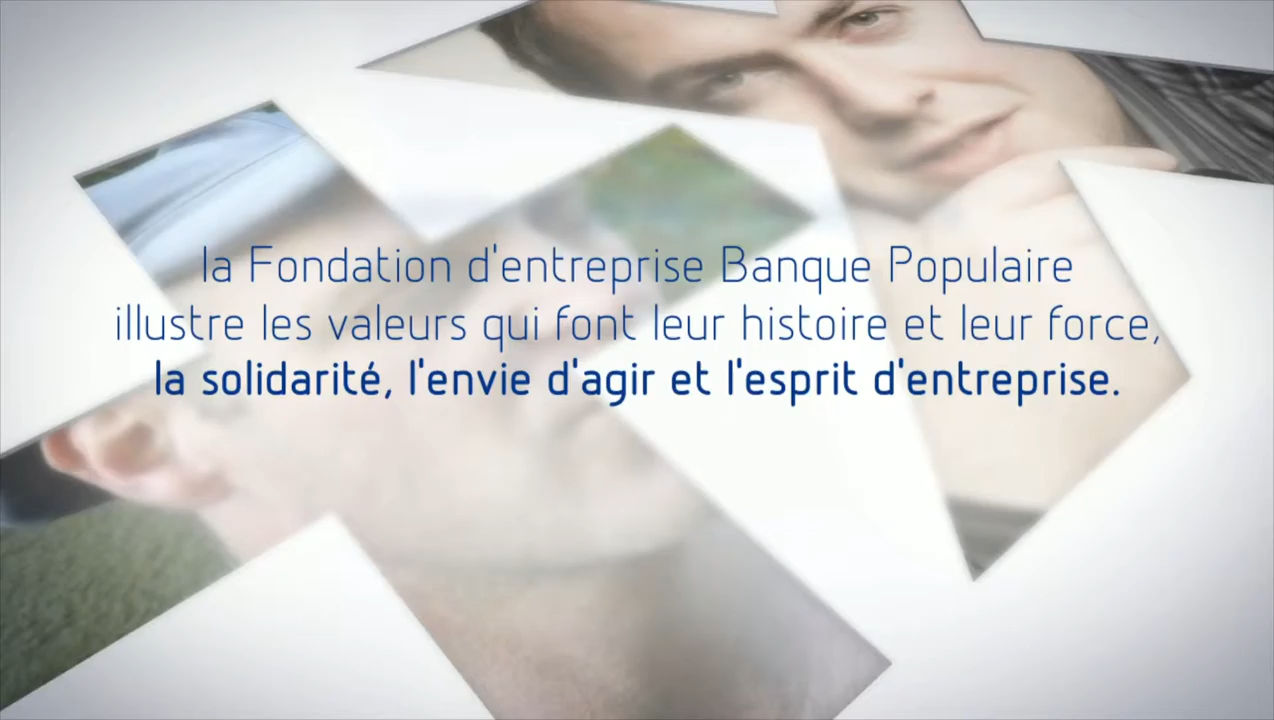 la Fondation d'entreprise Banque Populaire
illustre les valeurs qui font leur histoire et leur force,
la solidarité, l'envie d'agir et l'esprit d'entreprise.